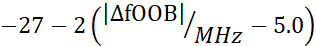 −27 − 2(|ΔfOOB|/MHz − 5.0)